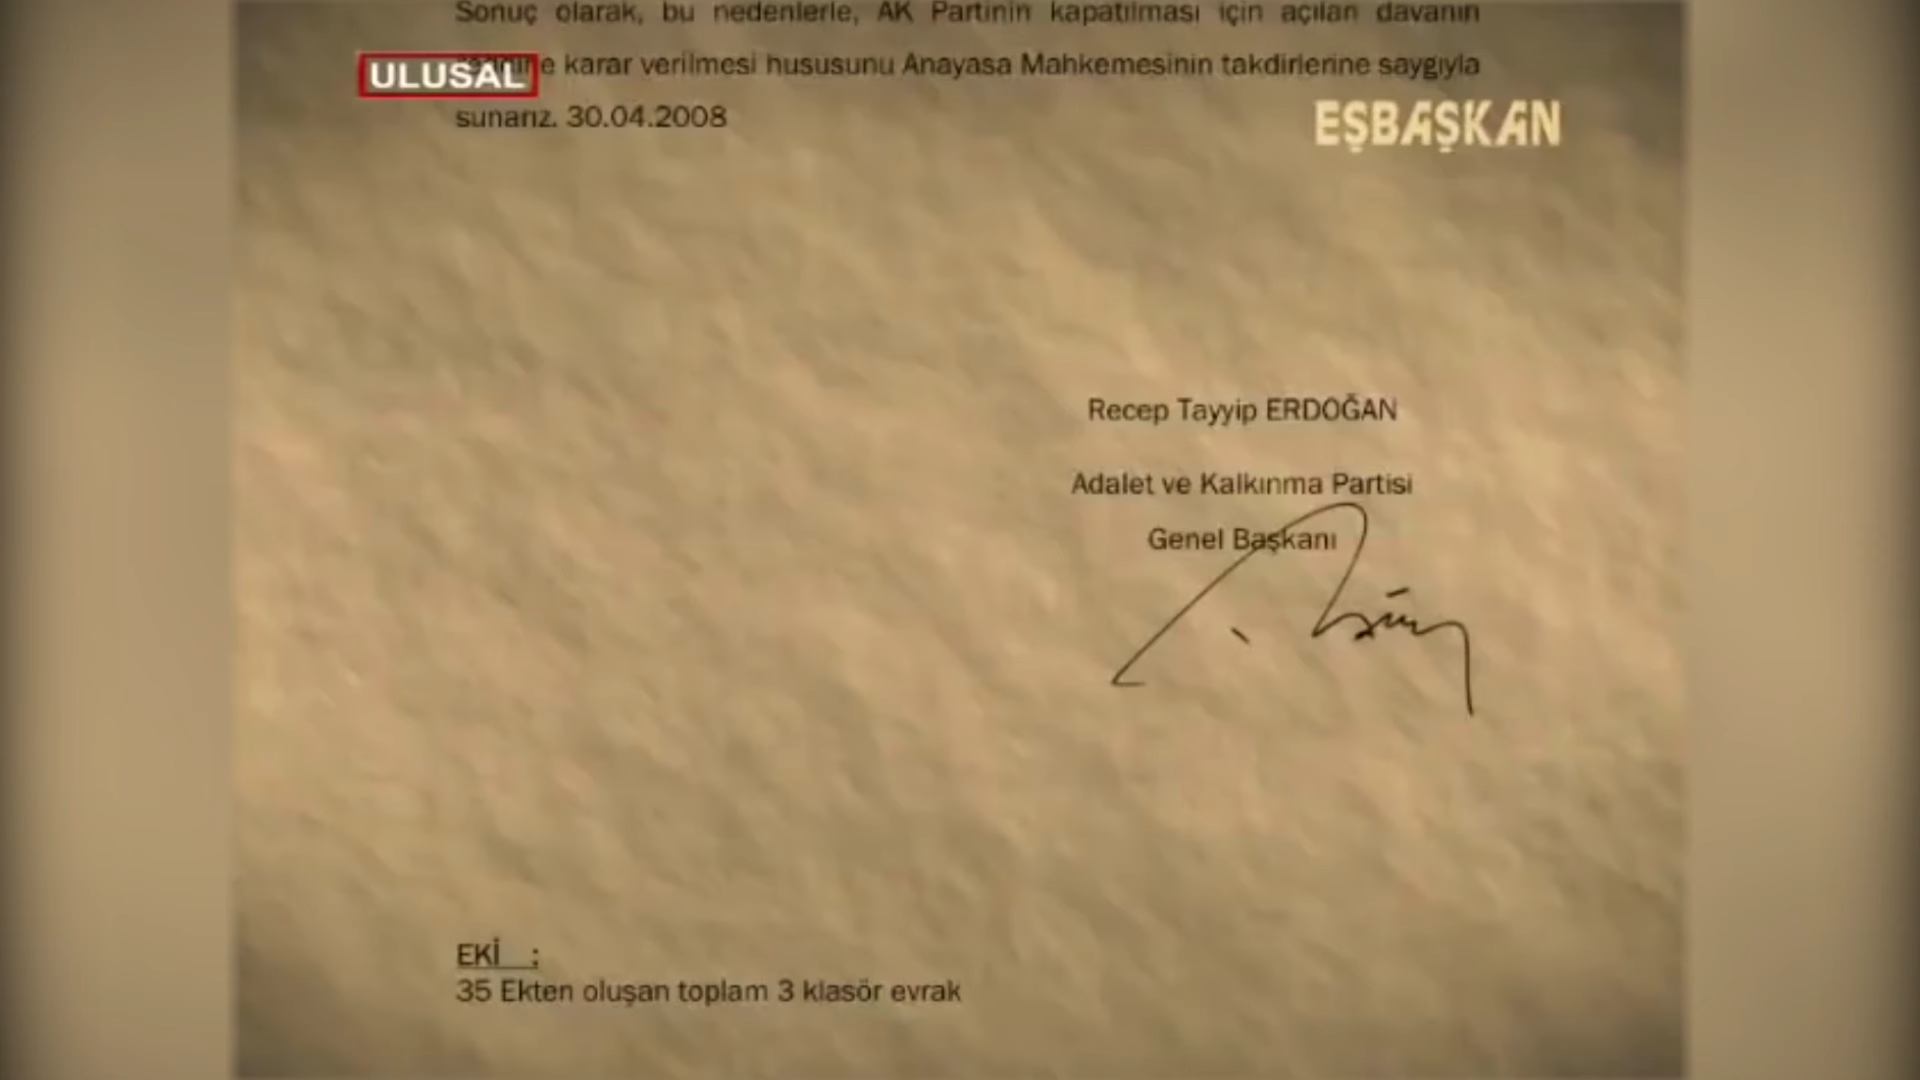 Sonuç olarak, bu nedenlerle, AK Partinin kapatılması için açılan davanın
karar verilmesi hususunu Anayasa Mahkemesinin takdirlerine saygıyla
sunarız. 30.04.2008
ULUSAL
EŞBAŞKAN
Recep Tayyip ERDOĞAN
Adalet ve Kalkınma Partisi
Genel Başkanı
EKİ :
35 Ekten oluşan toplam 3 klasör evrak